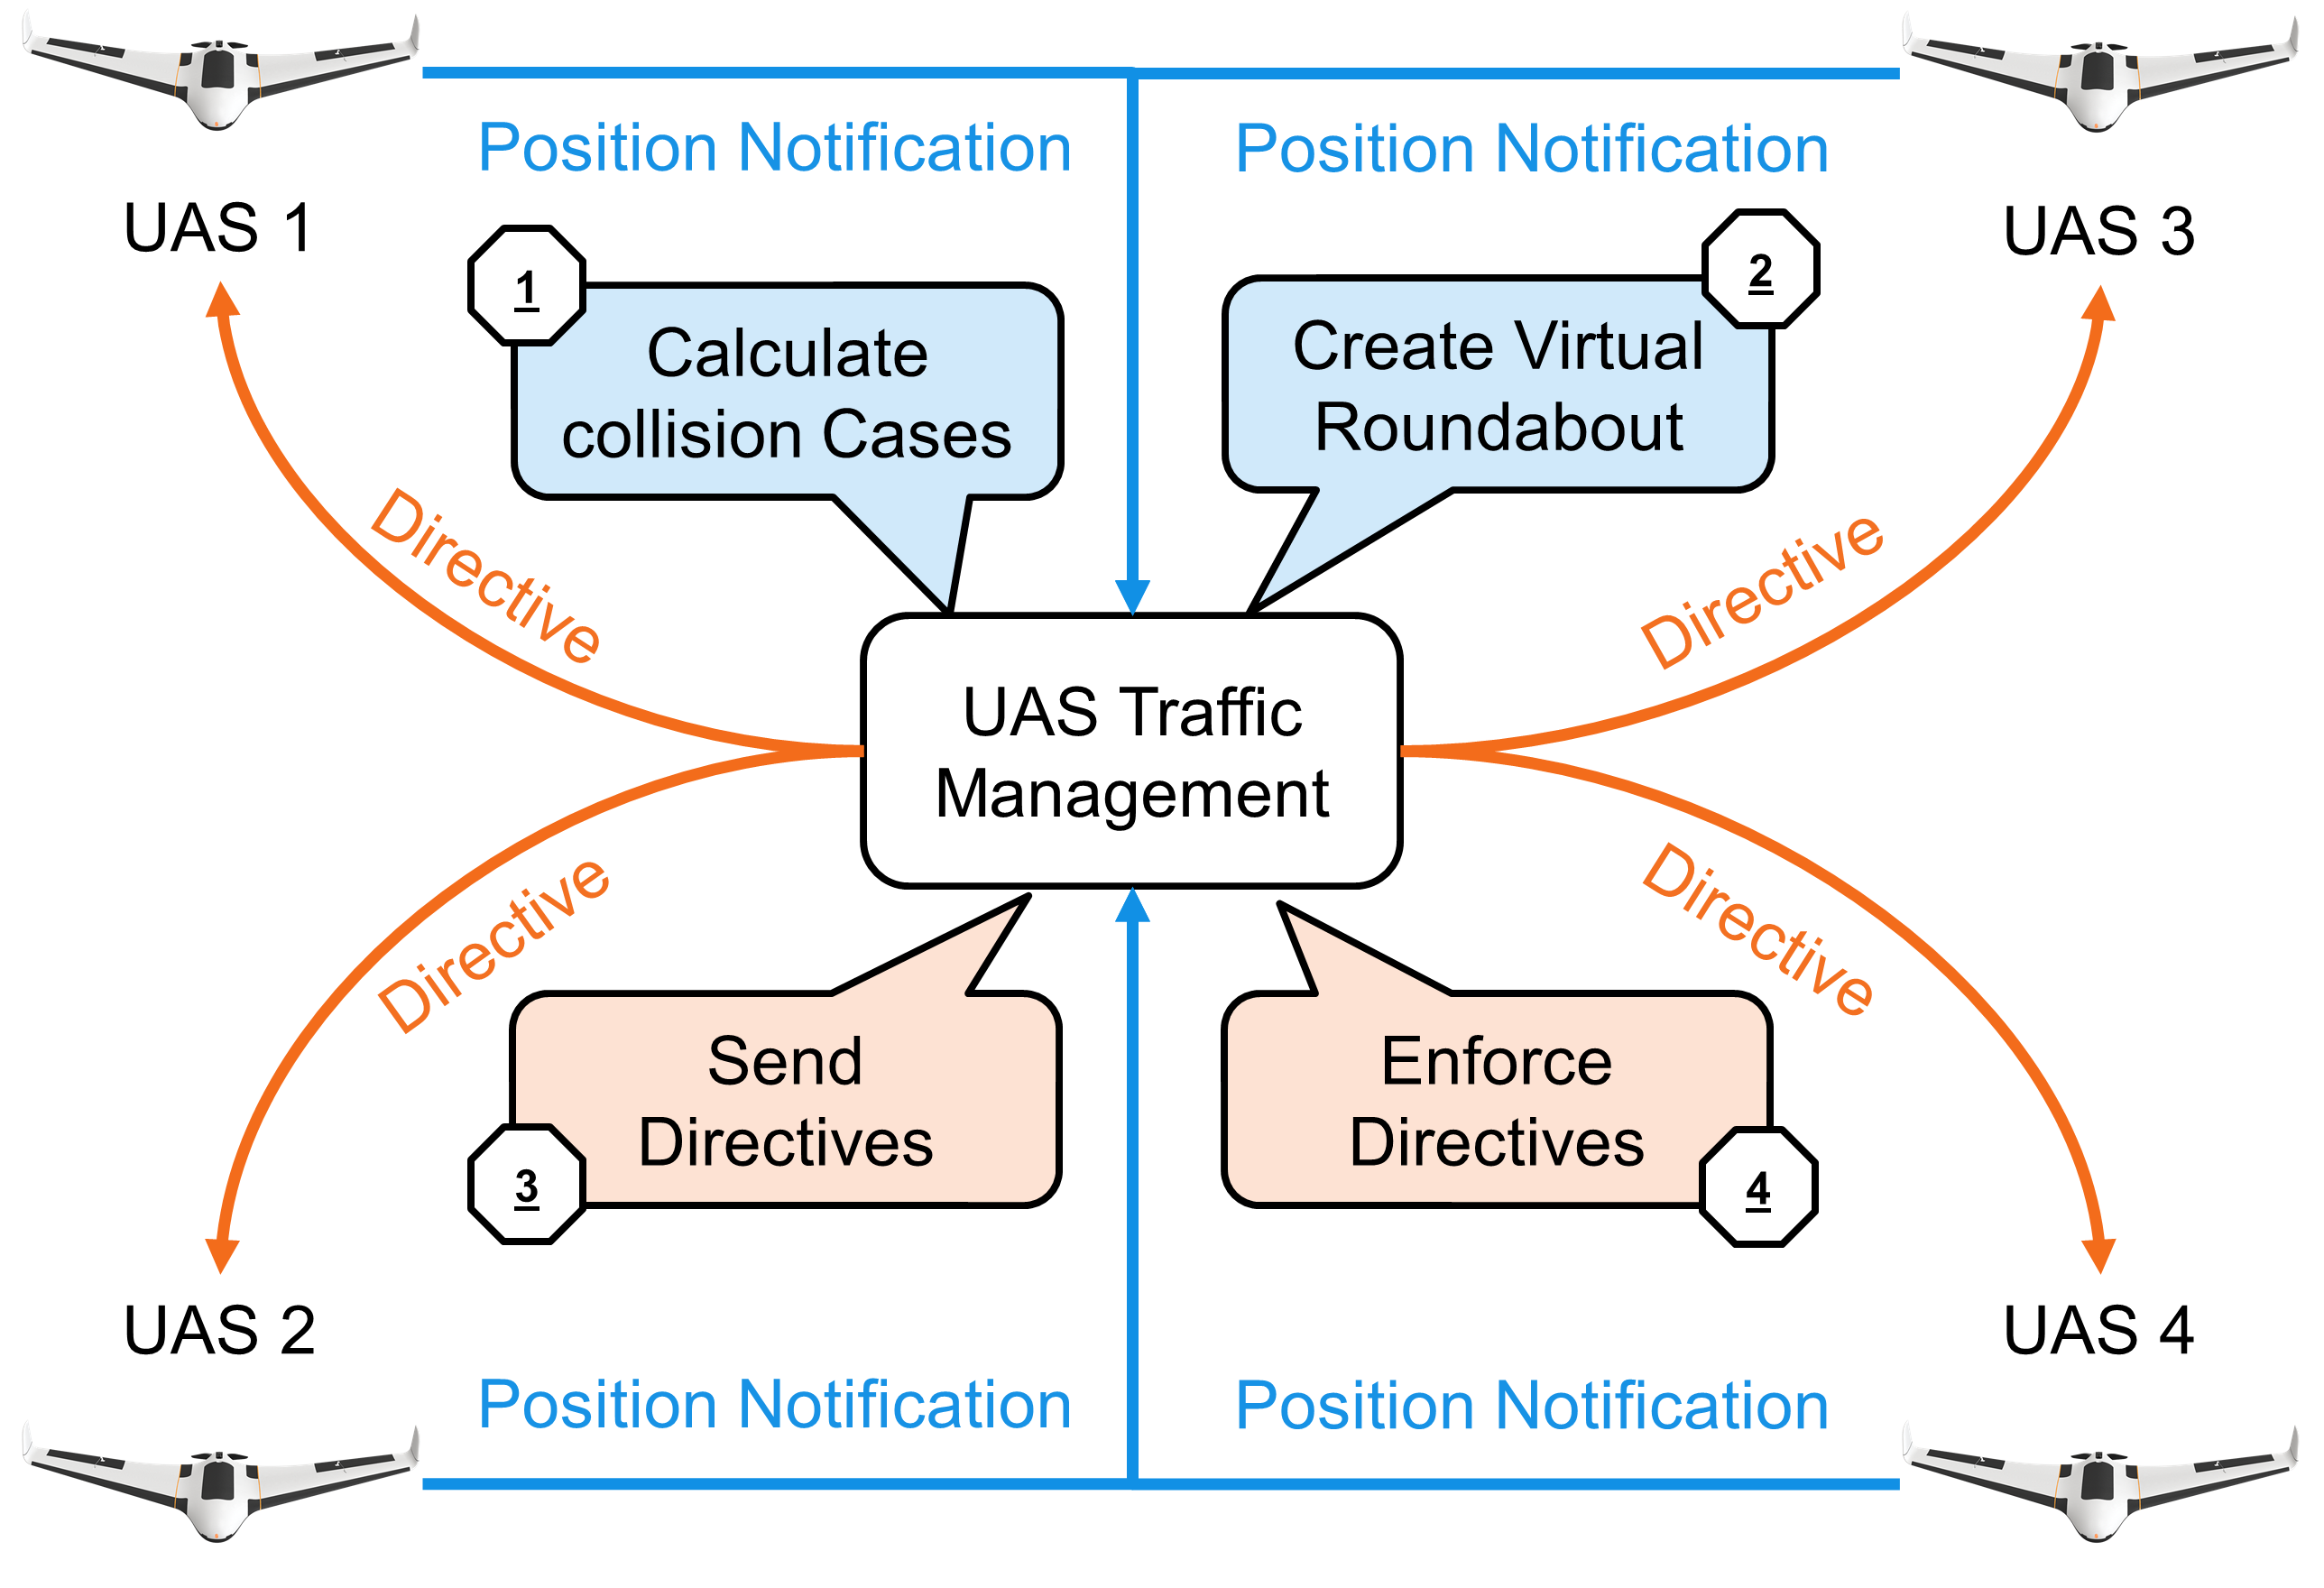 Position Notification
Position Notification
UAS 1
UAS 3
1
Calculate
collision Cases
2
Create Virtual
Roundabout
Directive
Directive
UAS Traffic
Management
Directive
Directive
Send
Directives
3
Enforce
Directives
4
UAS 2
UAS 4
Position Notification
Position Notification